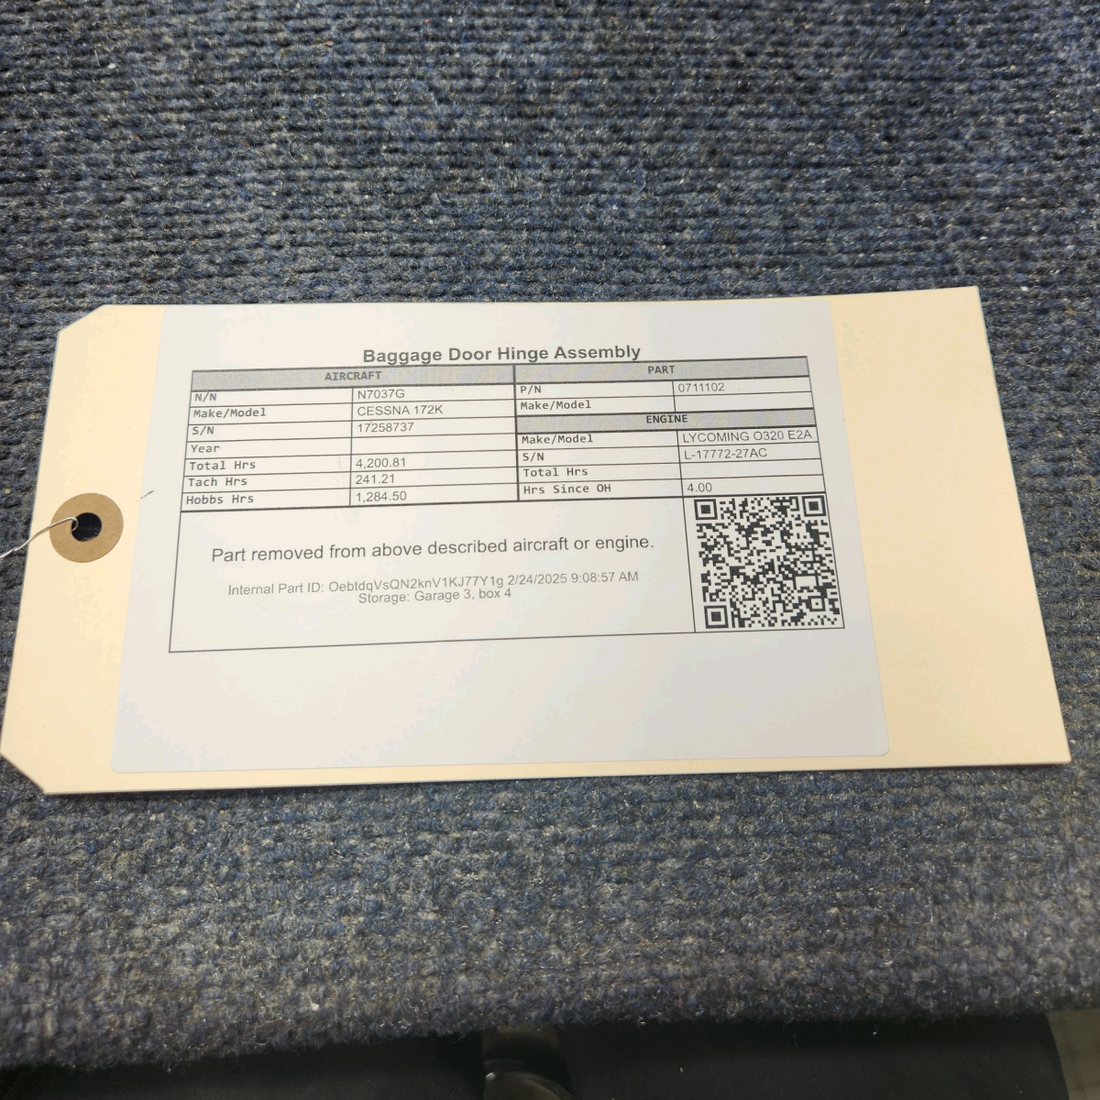 Baggage Door Hinge Assembly
AIRCRAFT
N/N N7037G
Make/Model CESSNA 172K
S/N 17258737
Year
Total Hrs 4,200.81
Tach Hrs 241.21
Hobbs Hrs 1,284.50
PART
P/N 0711102
Make/Model
ENGINE
Make/Model LYCOMING O320 E2A
S/N L-17772-27AC
Total Hrs
Hrs Since OH 4.00
Part removed from above described aircraft or engine.
Internal Part ID: OebtdqVsQN2knV1KJ77Y1g 2/24/2025 9:08:57 AM
Storage: Garage 3, box 4